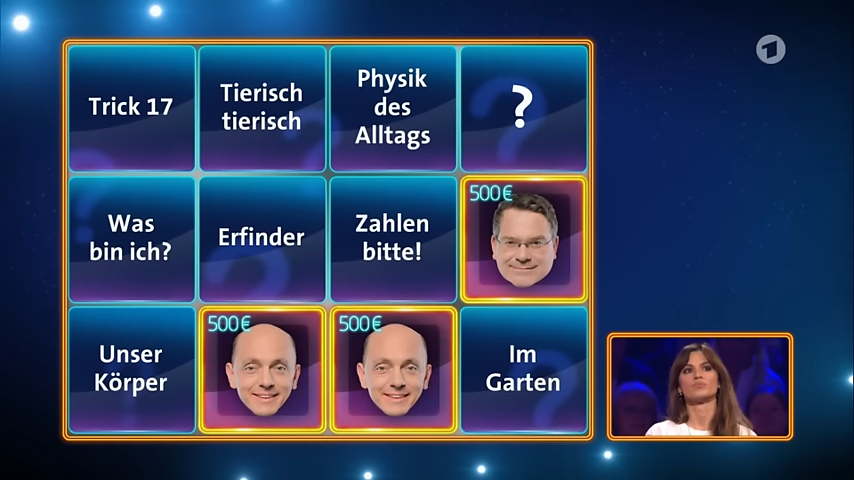 Trick 17
Tierisch
tierisch
Physik
des
Alltags
?
Was
bin ich?
Erfinder
Zahlen
bitte!
500€
Unser
Körper
500€
500€
Im
Garten
1